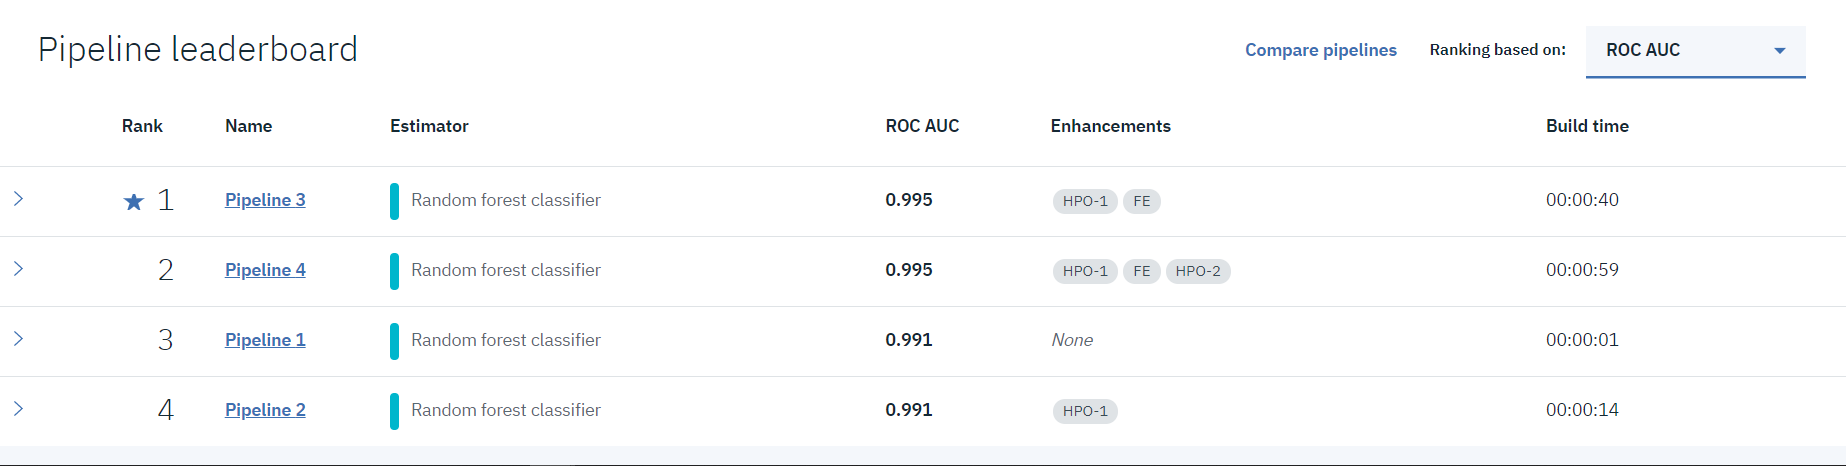 Pipeline leaderboard Compare pipelines Ranking based on: ROC AUC
Rank Name Estimator ROC AUC Enhancements Build time
1 Pipeline 3 Random forest classifier 0.995 HPO-1 FE 00:00:40
2 Pipeline 4 Random forest classifier 0.995 HPO-1 FE HPO-2 00:00:59
3 Pipeline 1 Random forest classifier 0.991 None 00:00:01
4 Pipeline 2 Random forest classifier 0.991 HPO-1 00:00:14